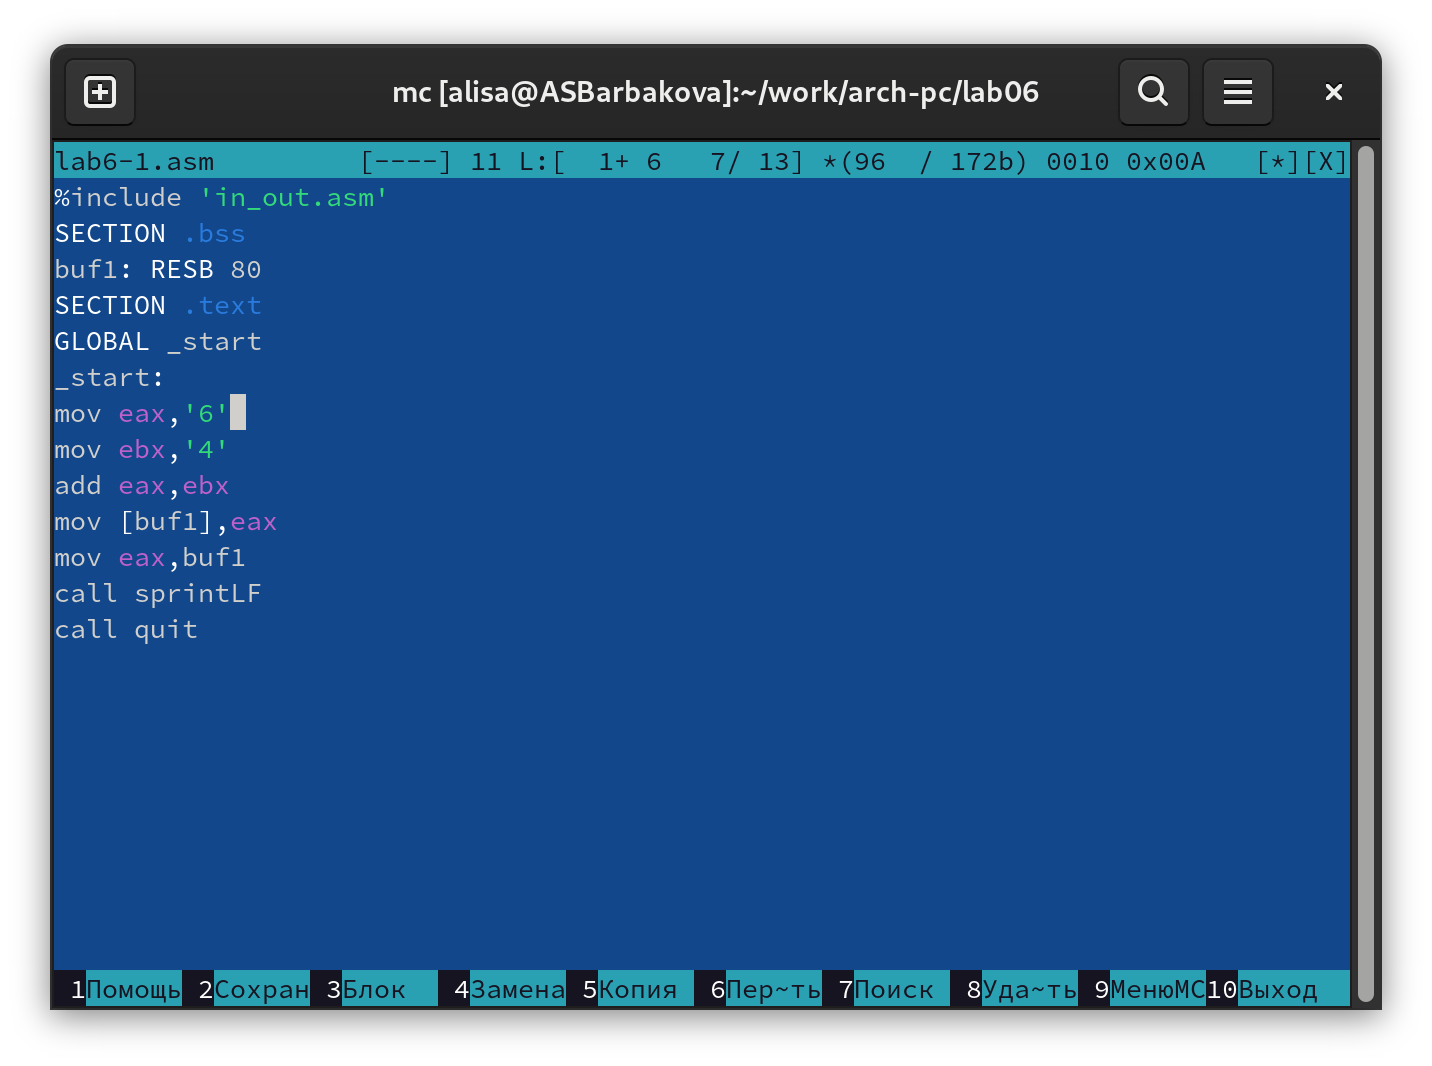 mc [alisa@ASBarbakova]:~/work/arch-pc/lab06
lab6-1.asm [----] 11 L:[ 1+ 6 7/ 13] *(96 / 172b) 0010 0x00A [*][X]
%include 'in_out.asm'
SECTION .bss
buf1: RESB 80
SECTION .text
GLOBAL _start
_start:
mov eax,'6'
mov ebx,'4'
add eax,ebx
mov [buf1],eax
mov eax,buf1
call sprintLF
call quit
1Помощь 2Сохран 3Блок 4Замена 5Копия 6Пер~ть 7Поиск 8Уда~ть 9МенюMC10Выход